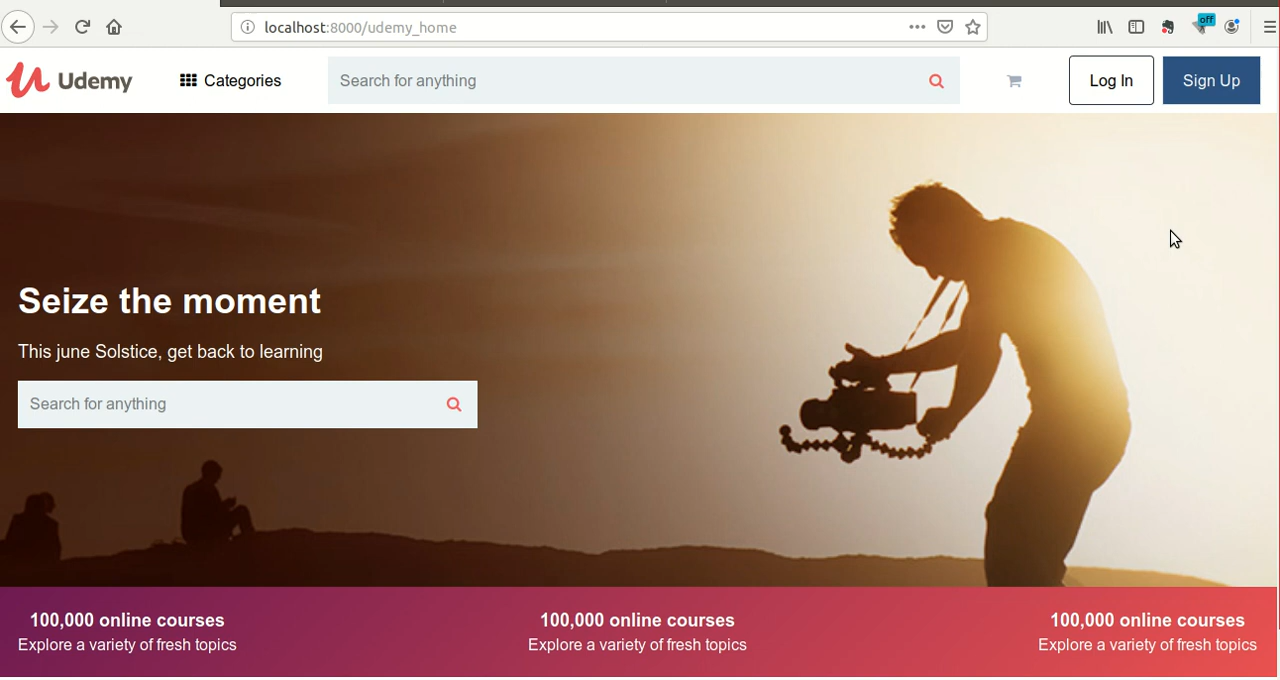 localhost:8000/udemy_home
off
Udemy
Categories
Search for anything
Log In
Sign Up
Seize the moment
This june Solstice, get back to learning
Search for anything
100,000 online courses
Explore a variety of fresh topics
100,000 online courses
Explore a variety of fresh topics
100,000 online courses
Explore a variety of fresh topics